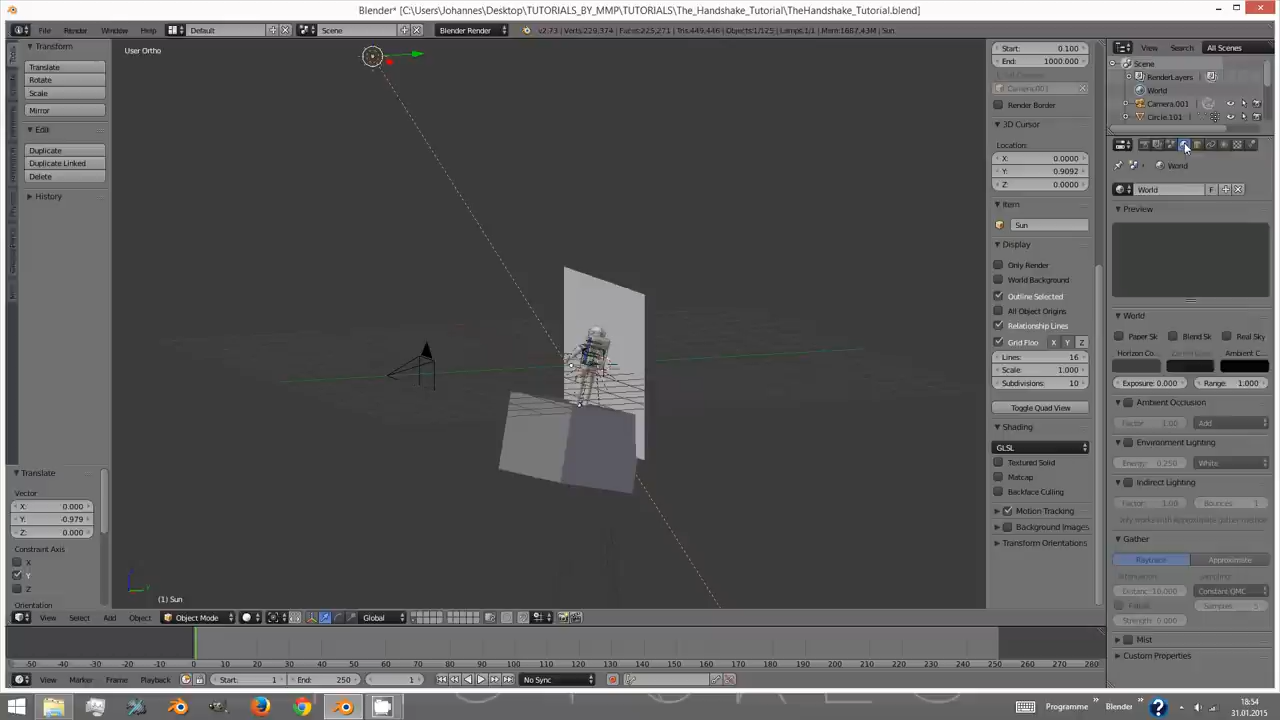 Blender* [C:\Users\Johannes\Desktop\TUTORIALS_BY_MMP\TUTORIALS\The_Handshake_Tutorial\TheHandshake_Tutorial.blend]
File Render Window Help Default Scene Blender Render v2.73 | Verts:229,374 | Faces:225,271 | Tris:449,446 | Objects:1/125 | Lamps:1/1 | Mem:1667.43M | Sun
View Search All Scenes
Transform
Translate
Rotate
Scale
Mirror
Edit
Duplicate
Duplicate Linked
Delete
History
Tools
Translate
Vector
X: 0.000
Y: -0.979
Z: 0.000
Constraint Axis
X
Y
Z
Orientation
User Ortho
(1) Sun
Start: 0.100
End: 1000.000
Camera.001
Render Border
3D Cursor
Location:
X: 0.0000
Y: 0.9092
Z: 0.0000
Item
Sun
Display
Only Render
World Background
Outline Selected
All Object Origins
Relationship Lines
Grid Floo X Y Z
Lines: 16
Scale: 1.000
Subdivisions: 10
Toggle Quad View
Shading
GLSL
Textured Solid
Matcap
Backface Culling
Motion Tracking
Background Images
Transform Orientations
Scene
RenderLayers
World
Camera.001
Circle.101
World
World F
Preview
World
Paper Sk Blend Sk Real Sky
Horizon Co Ambient C
Exposure: 0.000 Range: 1.000
Ambient Occlusion
Factor: 1.00 Add
Environment Lighting
Energy: 0.250 White
Indirect Lighting
Factor: 1.00 Bounces: 1
Gather
Raytrace Approximate
Sampling:
Distanc: 10.000 Constant QMC
Falloff Samples: 5
Strength: 0.000
Mist
Custom Properties
View Select Add Object Object Mode Global
-50 -40 -30 -20 -10 0 10 20 30 40 50 60 70 80 90 100 110 120 130 140 150 160 170 180 190 200 210 220 230 240 250 260 270 280
View Marker Frame Playback Start: 1 End: 250 1 No Sync
Programme Blender 18:54
31.01.2015